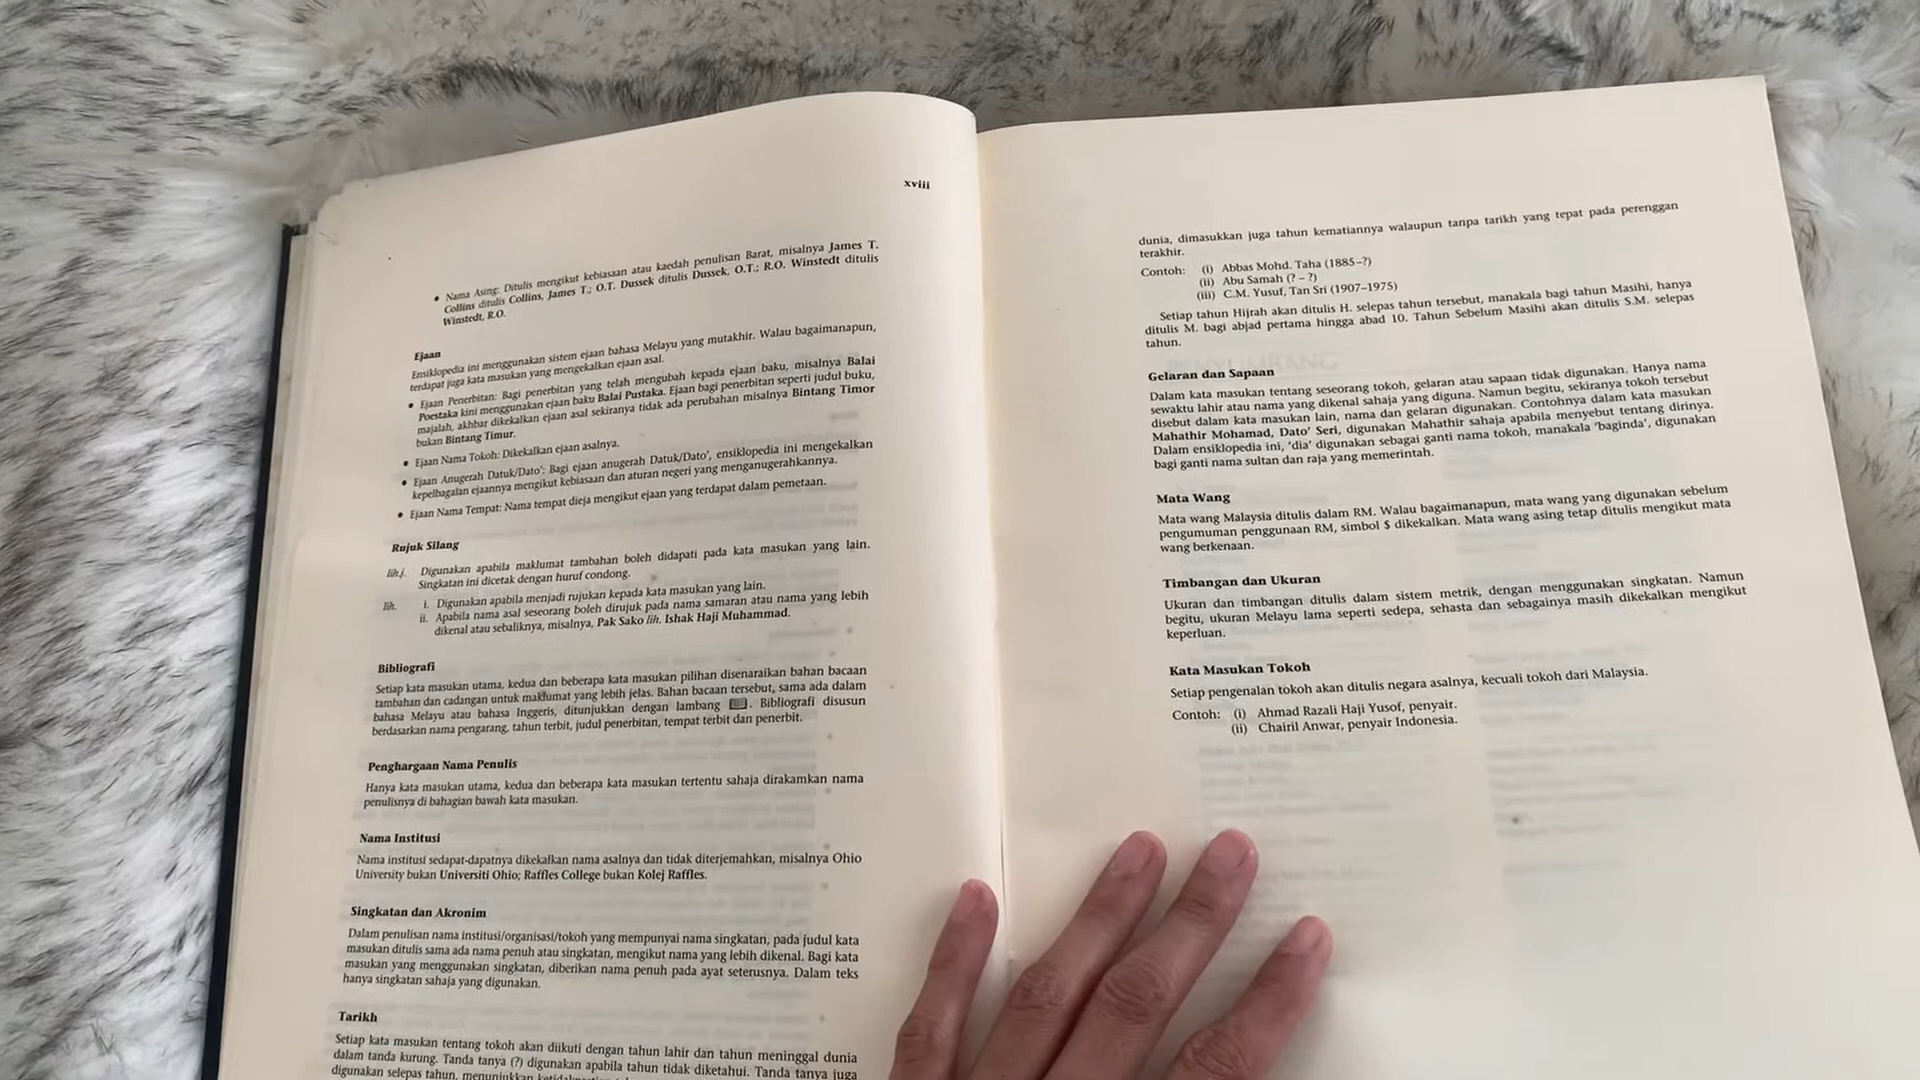 xviii
• Nama Asing: Ditulis mengikut kebiasaan atau kaedah penulisan Barat, misalnya James T.
Collins ditulis Collins, James T.; O.T. Dussek ditulis Dussek, O.T.; R.O. Winstedt ditulis
Winstedt, R.O.
Ejaan
Ensiklopedia ini menggunakan sistem ejaan bahasa Melayu yang mutakhir. Walau bagaimanapun,
terdapat juga kata masukan yang mengekalkan ejaan asal.
• Ejaan Penerbitan: Bagi penerbitan yang telah mengubah kepada ejaan baku, misalnya Balai
Poestaka kini menggunakan ejaan baku Balai Pustaka. Ejaan bagi penerbitan seperti judul buku,
majalah, akhbar dikekalkan ejaan asal sekiranya tidak ada perubahan misalnya Bintang Timor
bukan Bintang Timur.
• Ejaan Nama Tokoh: Dikekalkan ejaan asalnya.
• Ejaan Anugerah Datuk/Dato’: Bagi ejaan anugerah Datuk/Dato’, ensiklopedia ini mengekalkan
kepelbagaian ejaannya mengikut kebiasaan dan aturan negeri yang menganugerahkannya.
• Ejaan Nama Tempat: Nama tempat dieja mengikut ejaan yang terdapat dalam pemetaan.
Rujuk Silang
lih.j. Digunakan apabila maklumat tambahan boleh didapati pada kata masukan yang lain.
Singkatan ini dicetak dengan huruf condong.
lih. i. Digunakan apabila menjadi rujukan kepada kata masukan yang lain.
ii. Apabila nama asal seseorang boleh dirujuk pada nama samaran atau nama yang lebih
dikenal atau sebaliknya, misalnya, Pak Sako lih. Ishak Haji Muhammad.
Bibliografi
Setiap kata masukan utama, kedua dan beberapa kata masukan pilihan disenaraikan bahan bacaan
tambahan dan cadangan untuk maklumat yang lebih jelas. Bahan bacaan tersebut, sama ada dalam
bahasa Melayu atau bahasa Inggeris, ditunjukkan dengan lambang . Bibliografi disusun
berdasarkan nama pengarang, tahun terbit, judul penerbitan, tempat terbit dan penerbit.
Penghargaan Nama Penulis
Hanya kata masukan utama, kedua dan beberapa kata masukan tertentu sahaja dirakamkan nama
penulisnya di bahagian bawah kata masukan.
Nama Institusi
Nama institusi sedapat-dapatnya dikekalkan nama asalnya dan tidak diterjemahkan, misalnya Ohio
University bukan Universiti Ohio; Raffles College bukan Kolej Raffles.
Singkatan dan Akronim
Dalam penulisan nama institusi/organisasi/tokoh yang mempunyai nama singkatan, pada judul kata
masukan ditulis sama ada nama penuh atau singkatan, mengikut nama yang lebih dikenal. Bagi kata
masukan yang menggunakan singkatan, diberikan nama penuh pada ayat seterusnya. Dalam teks
hanya singkatan sahaja yang digunakan.
Tarikh
Setiap kata masukan tentang tokoh akan diikuti dengan tahun lahir dan tahun meninggal dunia
dalam tanda kurung. Tanda tanya (?) digunakan apabila tahun tidak diketahui. Tanda tanya juga
digunakan selepas tahun, menunjukkan
dunia, dimasukkan juga tahun kematiannya walaupun tanpa tarikh yang tepat pada perenggan
terakhir.
Contoh: (i) Abbas Mohd. Taha (1885–?)
(ii) Abu Samah (? – ?)
(iii) C.M. Yusuf, Tan Sri (1907–1975)
Setiap tahun Hijrah akan ditulis H. selepas tahun tersebut, manakala bagi tahun Masihi, hanya
ditulis M. bagi abjad pertama hingga abad 10. Tahun Sebelum Masihi akan ditulis S.M. selepas
tahun.
Gelaran dan Sapaan
Dalam kata masukan tentang seseorang tokoh, gelaran atau sapaan tidak digunakan. Hanya nama
sewaktu lahir atau nama yang dikenal sahaja yang diguna. Namun begitu, sekiranya tokoh tersebut
disebut dalam kata masukan lain, nama dan gelaran digunakan. Contohnya dalam kata masukan
Mahathir Mohamad, Dato’ Seri, digunakan Mahathir sahaja apabila menyebut tentang dirinya.
Dalam ensiklopedia ini, ‘dia’ digunakan sebagai ganti nama tokoh, manakala ‘baginda’, digunakan
bagi ganti nama sultan dan raja yang memerintah.
Mata Wang
Mata wang Malaysia ditulis dalam RM. Walau bagaimanapun, mata wang yang digunakan sebelum
pengumuman penggunaan RM, simbol $ dikekalkan. Mata wang asing tetap ditulis mengikut mata
wang berkenaan.
Timbangan dan Ukuran
Ukuran dan timbangan ditulis dalam sistem metrik, dengan menggunakan singkatan. Namun
begitu, ukuran Melayu lama seperti sedepa, sehasta dan sebagainya masih dikekalkan mengikut
keperluan.
Kata Masukan Tokoh
Setiap pengenalan tokoh akan ditulis negara asalnya, kecuali tokoh dari Malaysia.
Contoh: (i) Ahmad Razali Haji Yusof, penyair.
(ii) Chairil Anwar, penyair Indonesia.